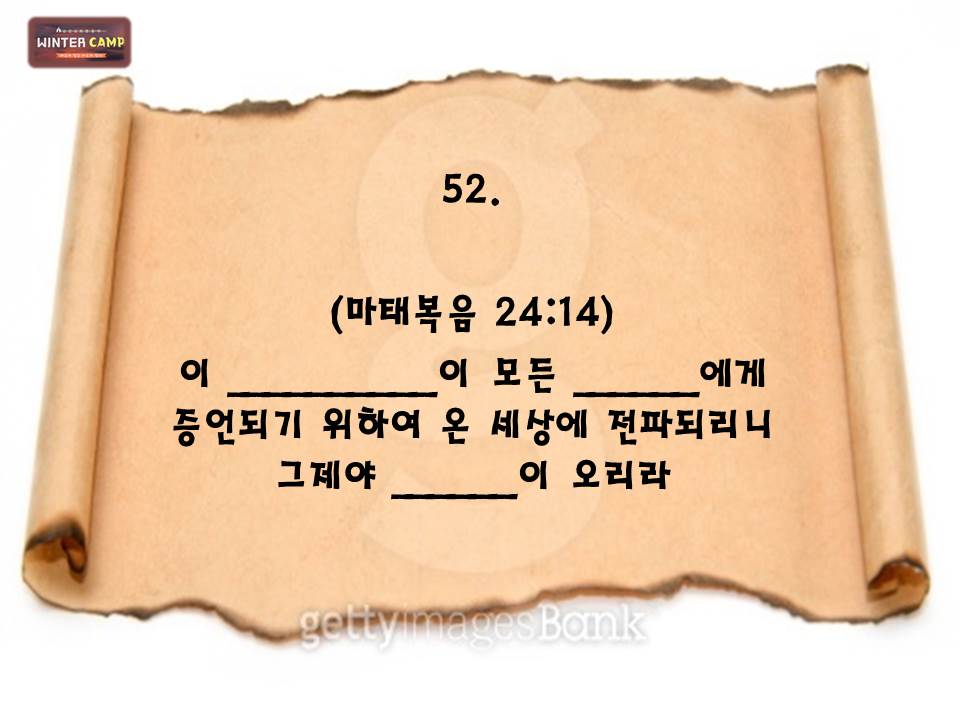 WINTER CAMP
52.
(마태복음 24:14)
이 __________이 모든 ______에게
증언되기 위하여 온 세상에 전파되리니
그제야 ______이 오리라
gettyimagesBank